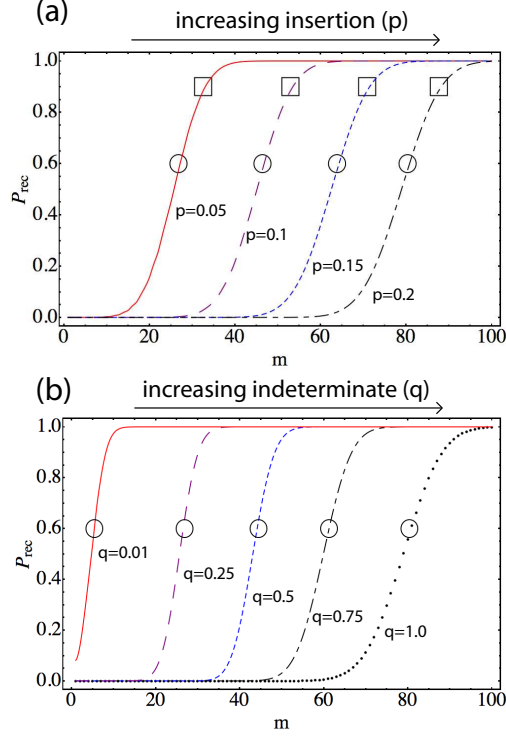 (a)
increasing insertion (p)
1.0
0.8
0.6
0.4
0.2
0.0
P_rec
p=0.05
p=0.1
p=0.15
p=0.2
0 20 40 60 80 100
m
(b)
increasing indeterminate (q)
1.0
0.8
0.6
0.4
0.2
0.0
P_rec
q=0.01
q=0.25
q=0.5
q=0.75
q=1.0
0 20 40 60 80 100
m